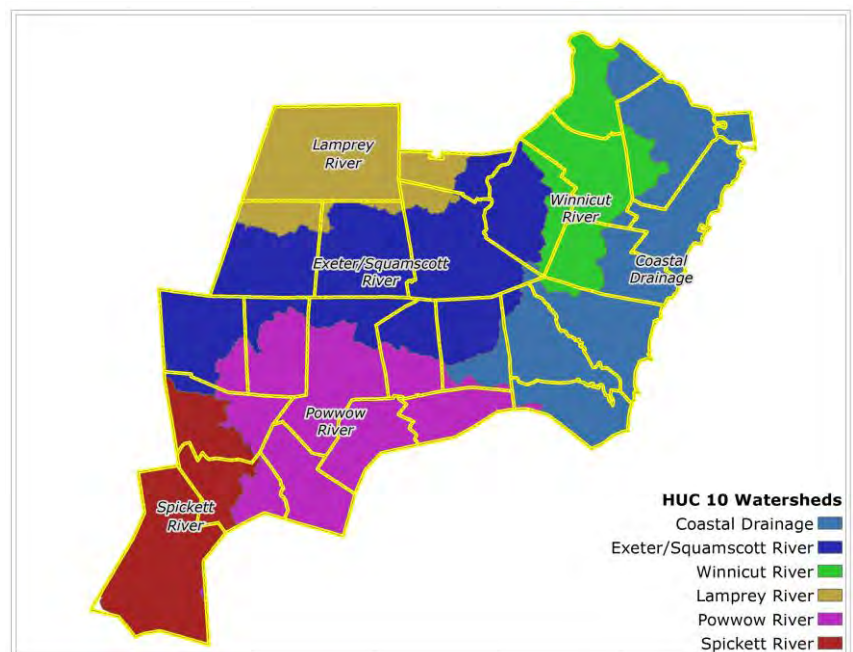 Lamprey
River
Winnicut
River
Exeter/Squamscott
River
Coastal
Drainage
Powwow
River
Spickett
River
HUC 10 Watersheds
Coastal Drainage
Exeter/Squamscott River
Winnicut River
Lamprey River
Powwow River
Spickett River